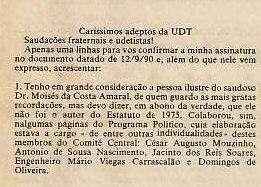 Caríssimos adeptos da UDT
Saudações fraternais e udetistas!
Apenas uma linhas para vos confirmar a minha assinatura
no documento datado de 12/9/90 e, além do que nele vem
expresso, acrescentar:
1. Tenho em grande consideração a pessoa ilustre do saudoso
Dr. Moisés da Costa Amaral, de quem guardo as mais gratas
recordações, mas devo dizer, em abono da verdade, que ele
não foi o autor do Estatuto de 1975. Colaborou, sim,
nalgumas páginas do Programa Político, cuja elaboração
estava a cargo - de entre outras individualidades - destes
membros do Comité Central: César Augusto Mouzinho,
António de Sousa Nascimento, Jacinto dos Reis Soares,
Engenheiro Mário Viegas Carrascalão e Domingos de
Oliveira.